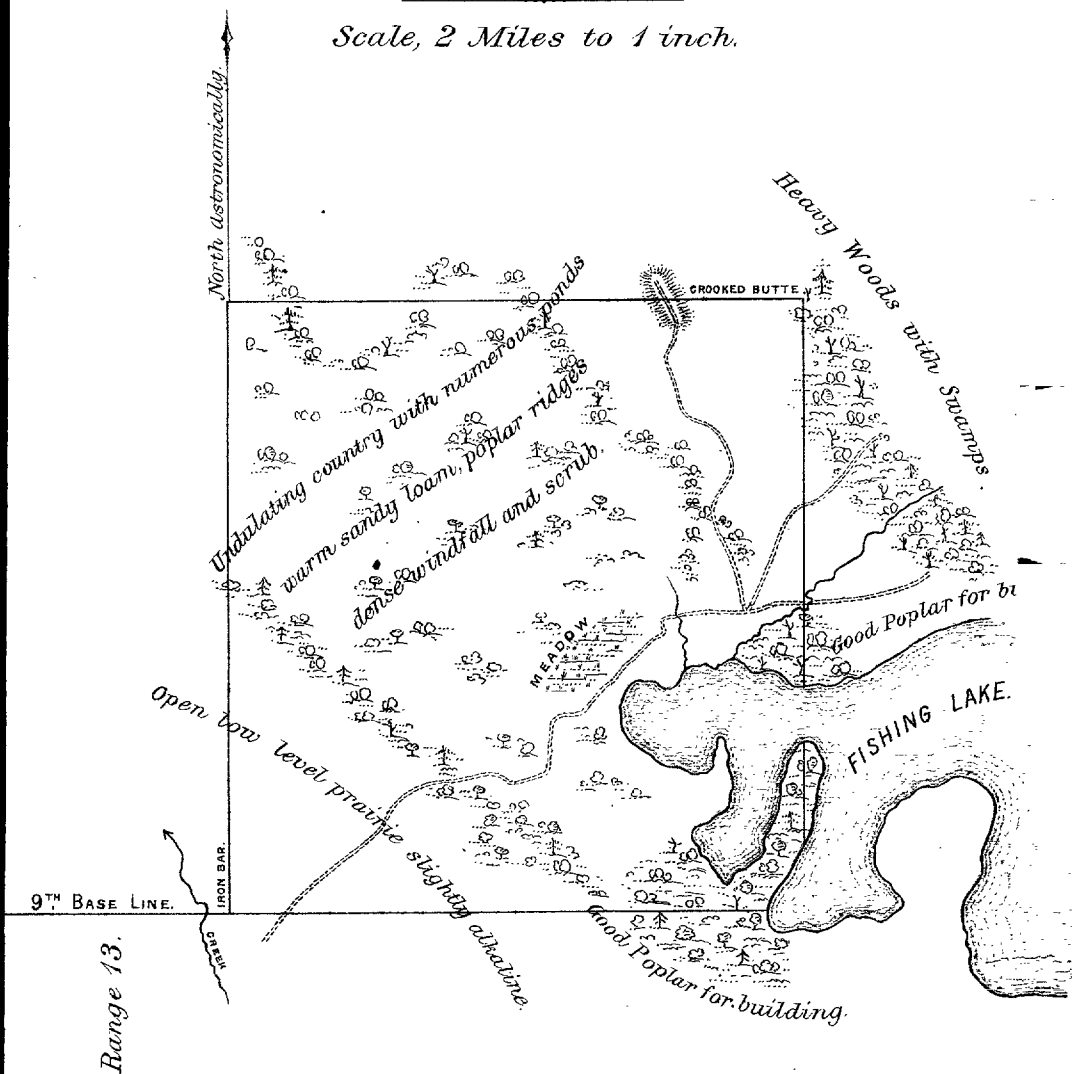 Scale, 2 Miles to 1 inch.
North astronomically.
Heavy Woods with Swamps.
CROOKED BUTTE
Undulating country with numerous ponds
warm sandy loam, poplar ridges
dense windfall and scrub.
MEADOW
Good Poplar for
FISHING LAKE.
Open low level prairie slightly alkaline.
IRON BAR.
9TH BASE LINE.
CREEK
Good Poplar for building.
Range 13.